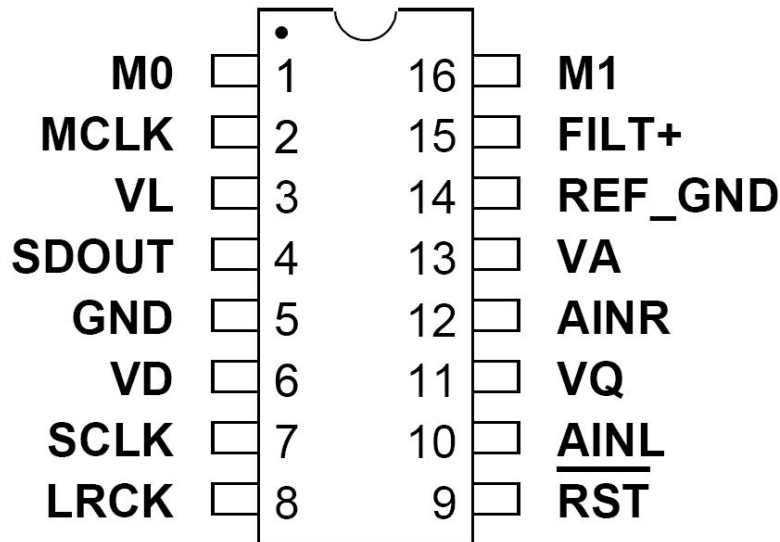 M0 1 16 M1
MCLK 2 15 FILT+
VL 3 14 REF_GND
SDOUT 4 13 VA
GND 5 12 AINR
VD 6 11 VQ
SCLK 7 10 AINL
LRCK 8 9 RST